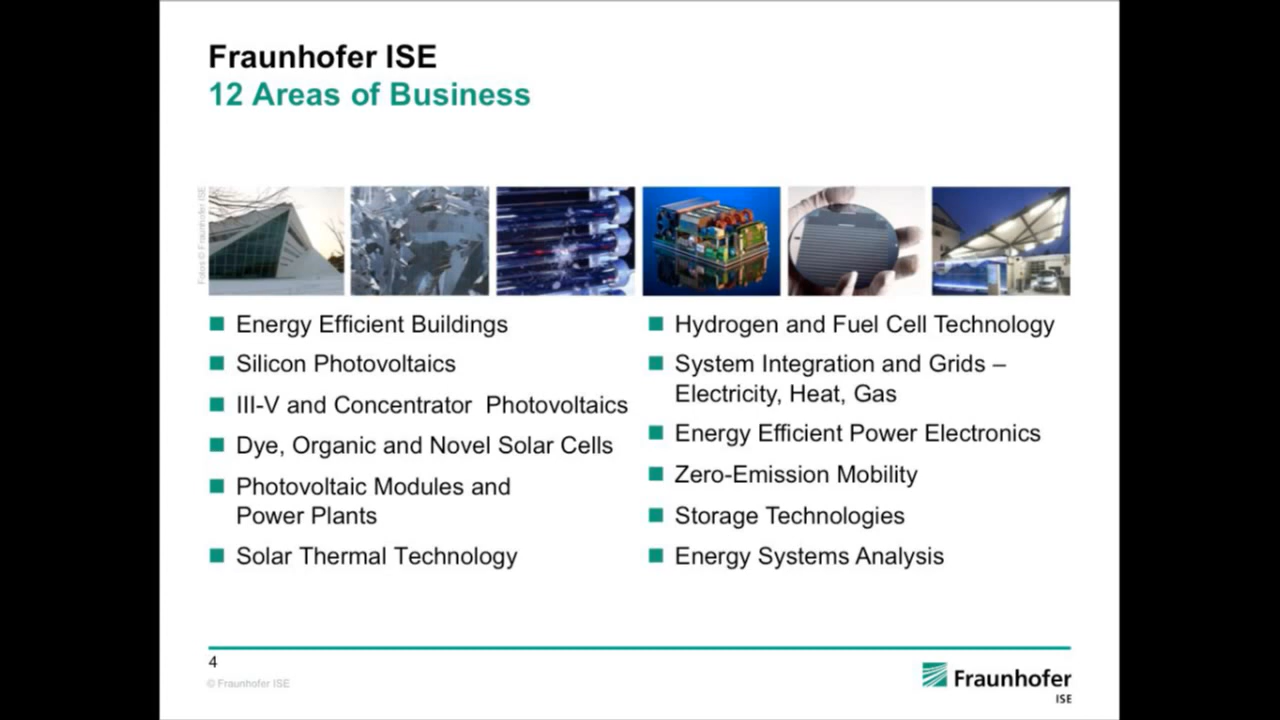 Fraunhofer ISE
12 Areas of Business
Fotos © Fraunhofer ISE
Energy Efficient Buildings
Silicon Photovoltaics
III-V and Concentrator  Photovoltaics
Dye, Organic and Novel Solar Cells
Photovoltaic Modules and
Power Plants
Solar Thermal Technology
Hydrogen and Fuel Cell Technology
System Integration and Grids –
Electricity, Heat, Gas
Energy Efficient Power Electronics
Zero-Emission Mobility
Storage Technologies
Energy Systems Analysis
4
© Fraunhofer ISE
Fraunhofer
ISE